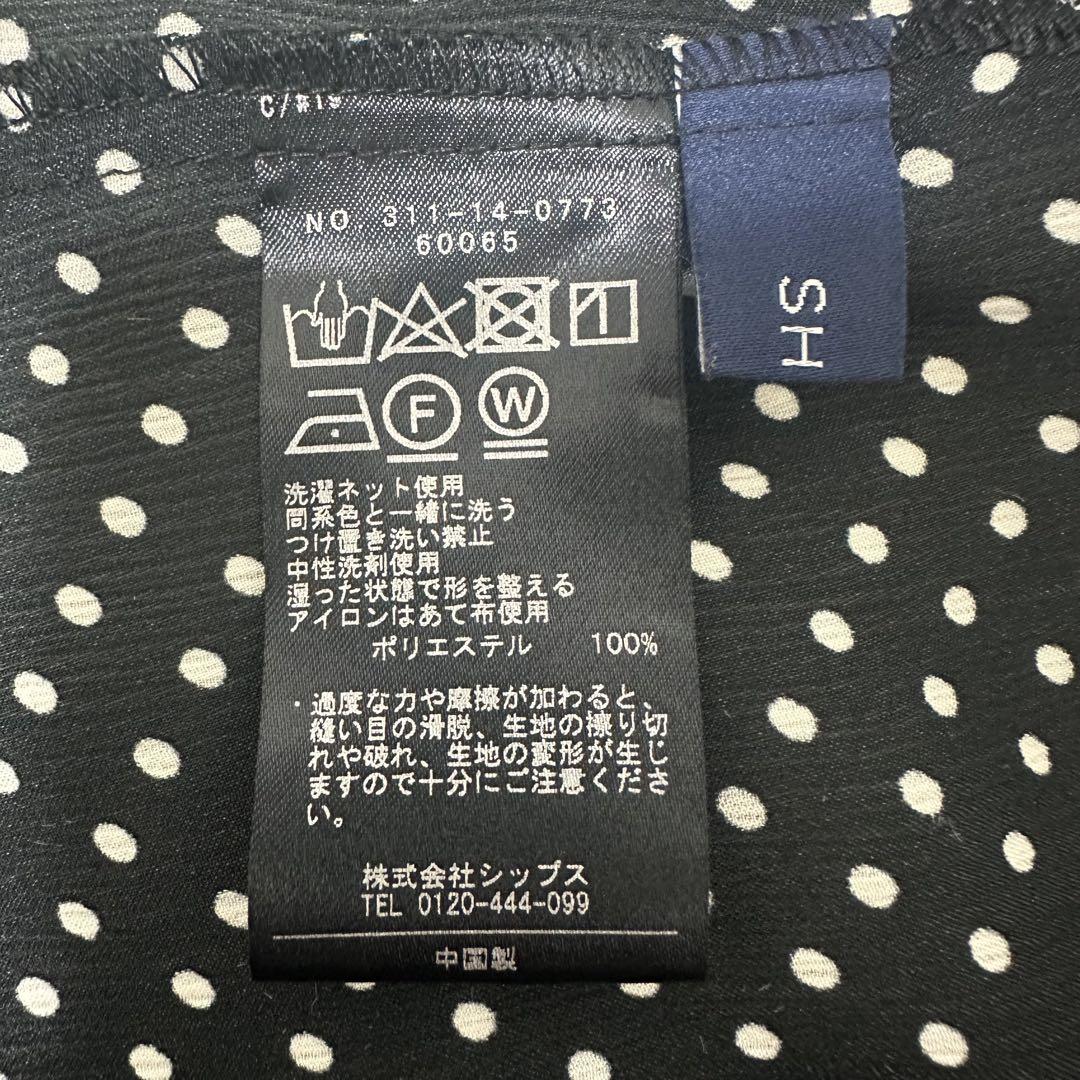 C/#19
NO. 311-14-0773
60065
F
W
洗濯ネット使用
同系色と一緒に洗う
つけ置き洗い禁止
中性洗剤使用
湿った状態で形を整える
アイロンはあて布使用
ポリエステル 100%
・過度な力や摩擦が加わると、
縫い目の滑脱、生地の擦り切
れや破れ、生地の変形が生じ
ますので十分にご注意くださ
い。
株式会社シップス
TEL 0120-444-099
中国製
HS